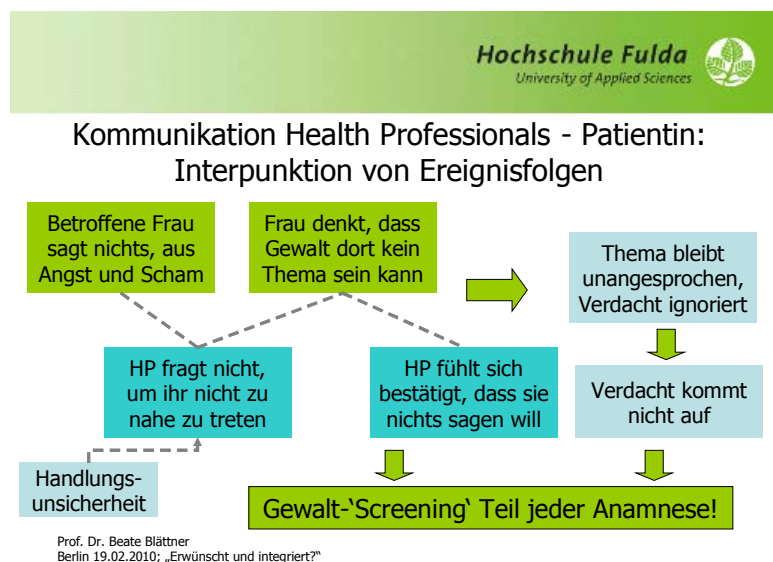 Hochschule Fulda
University of Applied Sciences
Kommunikation Health Professionals - Patientin:
Interpunktion von Ereignisfolgen
Betroffene Frau
sagt nichts, aus
Angst und Scham
Frau denkt, dass
Gewalt dort kein
Thema sein kann
Thema bleibt
unangesprochen,
Verdacht ignoriert
HP fragt nicht,
um ihr nicht zu
nahe zu treten
HP fühlt sich
bestätigt, dass sie
nichts sagen will
Verdacht kommt
nicht auf
Handlungs-
unsicherheit
Gewalt-‘Screening‘ Teil jeder Anamnese!
Prof. Dr. Beate Blättner
Berlin 19.02.2010; „Erwünscht und integriert?“